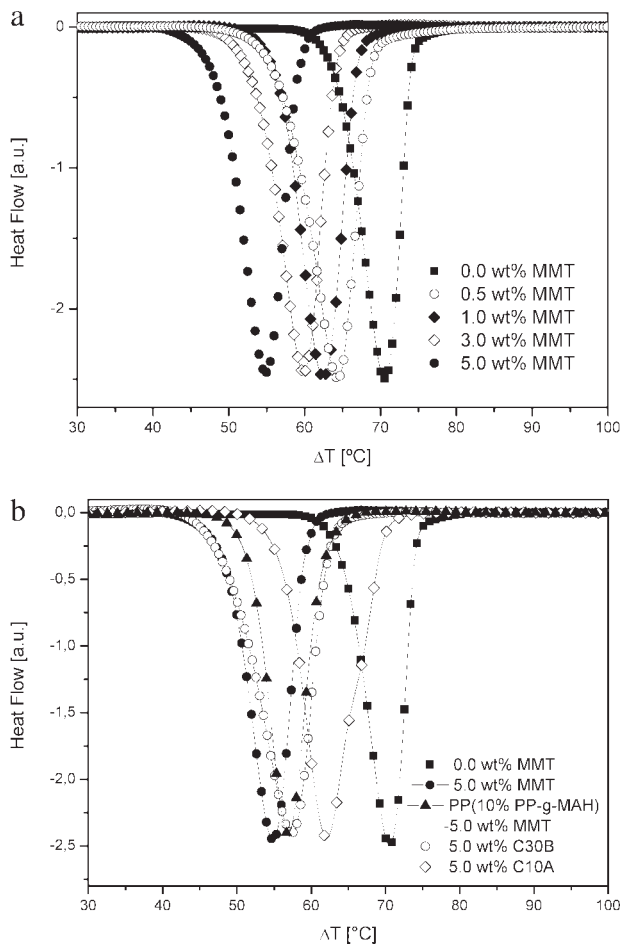 a
0
-1
-2
Heat Flow [a.u.]
0.0 wt% MMT
0.5 wt% MMT
1.0 wt% MMT
3.0 wt% MMT
5.0 wt% MMT
30 40 50 60 70 80 90 100
ΔT [ºC]
b
0.0
-0.5
-1.0
-1.5
-2.0
-2.5
Heat Flow [a.u.]
0.0 wt% MMT
5.0 wt% MMT
PP(10% PP-g-MAH)
-5.0 wt% MMT
5.0 wt% C30B
5.0 wt% C10A
30 40 50 60 70 80 90 100
ΔT [°C]